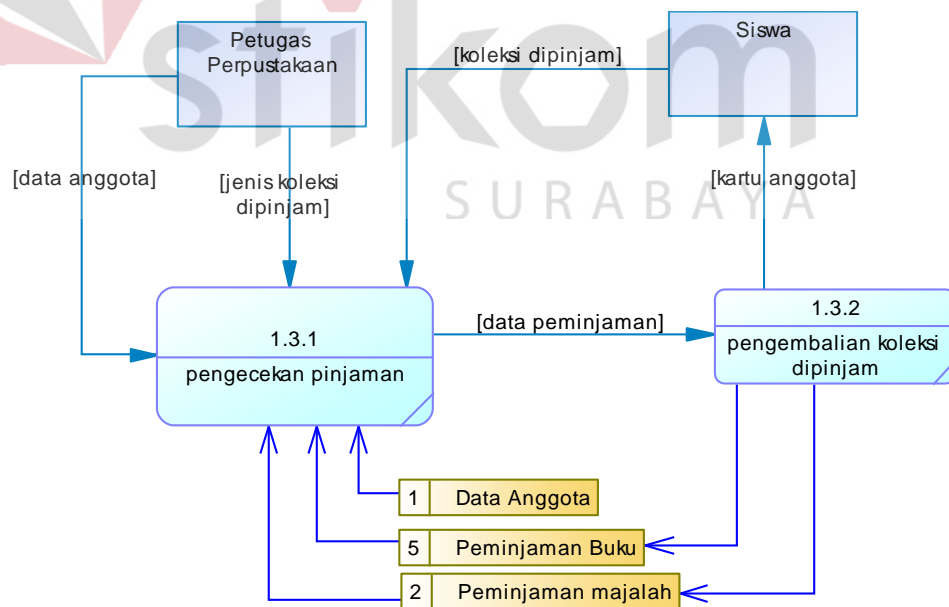 stikom
SURABAYA
Petugas
Perpustakaan
Siswa
[koleksi dipinjam]
[data anggota]
[jenis koleksi
dipinjam]
[kartu anggota]
1.3.1
pengecekan pinjaman
[data peminjaman]
1.3.2
pengembalian koleksi
dipinjam
1 Data Anggota
5 Peminjaman Buku
2 Peminjaman majalah